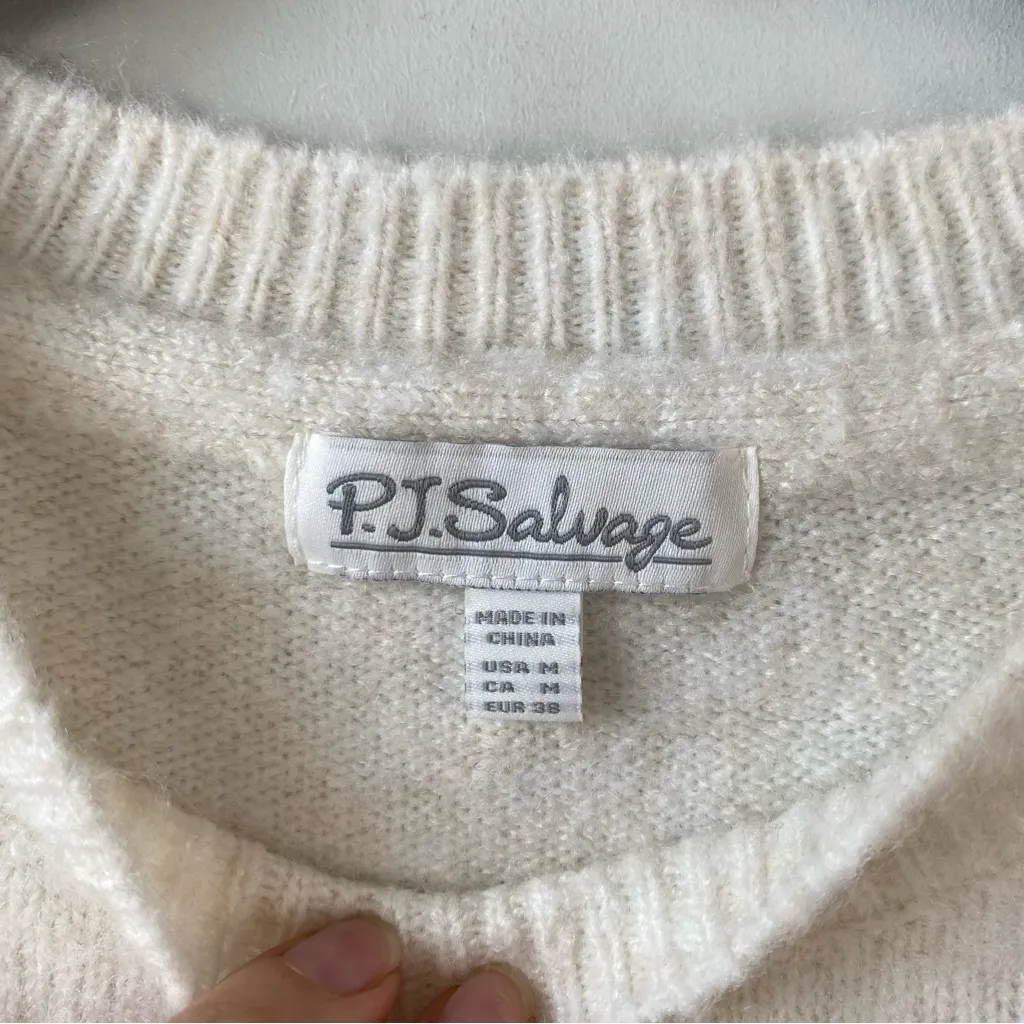 P.J. Salvage
MADE IN
CHINA
USA M
CA M
EUR 38